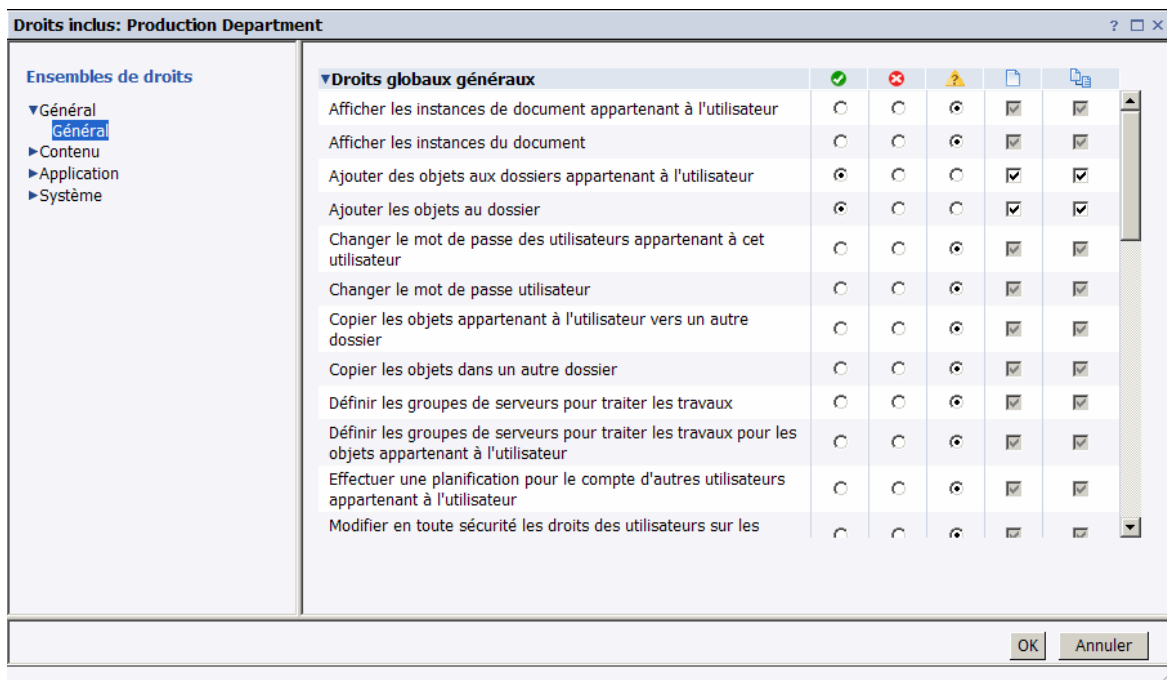 Droits inclus: Production Department
Ensembles de droits
Général
Général
Contenu
Application
Système
Droits globaux généraux
Afficher les instances de document appartenant à l'utilisateur
Afficher les instances du document
Ajouter des objets aux dossiers appartenant à l'utilisateur
Ajouter les objets au dossier
Changer le mot de passe des utilisateurs appartenant à cet
utilisateur
Changer le mot de passe utilisateur
Copier les objets appartenant à l'utilisateur vers un autre
dossier
Copier les objets dans un autre dossier
Définir les groupes de serveurs pour traiter les travaux
Définir les groupes de serveurs pour traiter les travaux pour les
objets appartenant à l'utilisateur
Effectuer une planification pour le compte d'autres utilisateurs
appartenant à l'utilisateur
Modifier en toute sécurité les droits des utilisateurs sur les
OK
Annuler